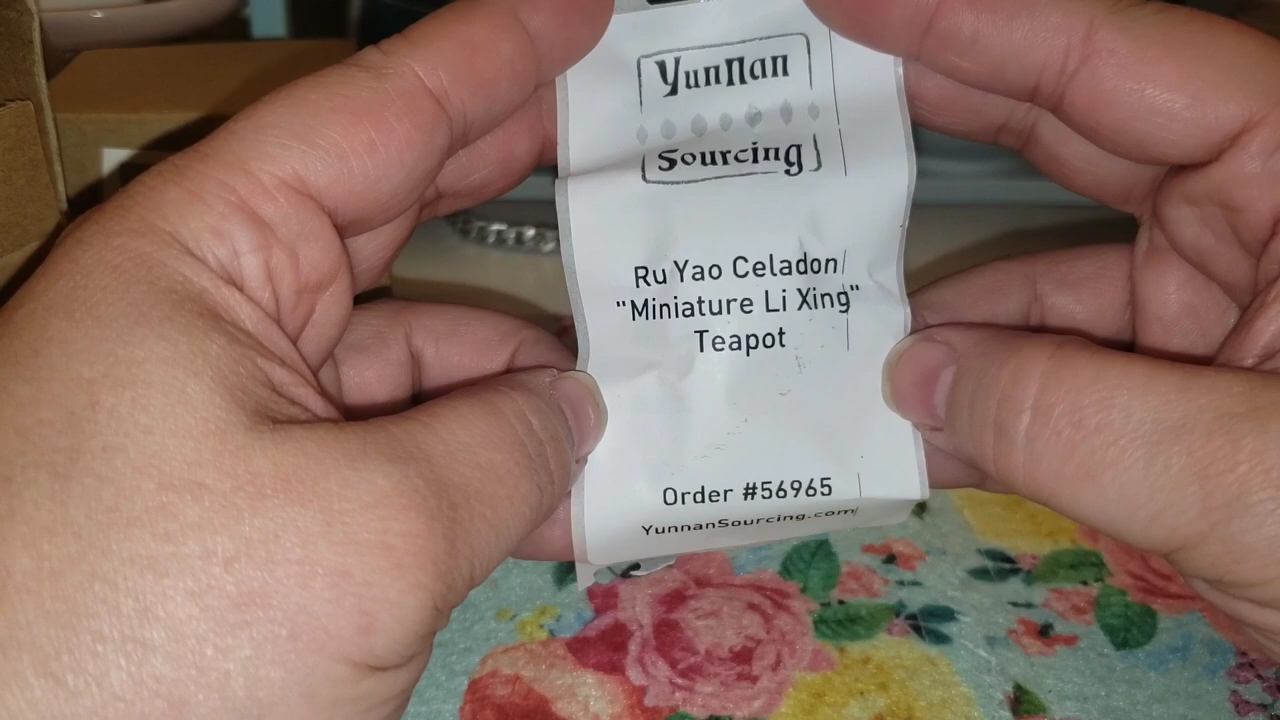 Yunnan
Sourcing
Ru Yao Celadon
"Miniature Li Xing"
Teapot
Order #56965
YunnanSourcing.com